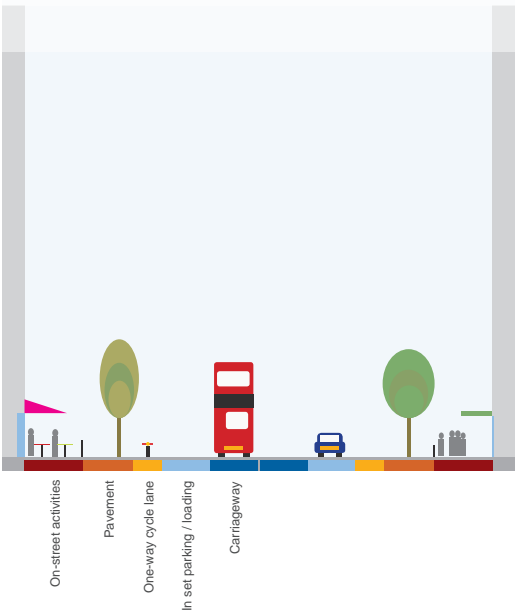 On-street activities
Pavement
One-way cycle lane
In set parking / loading
Carriageway